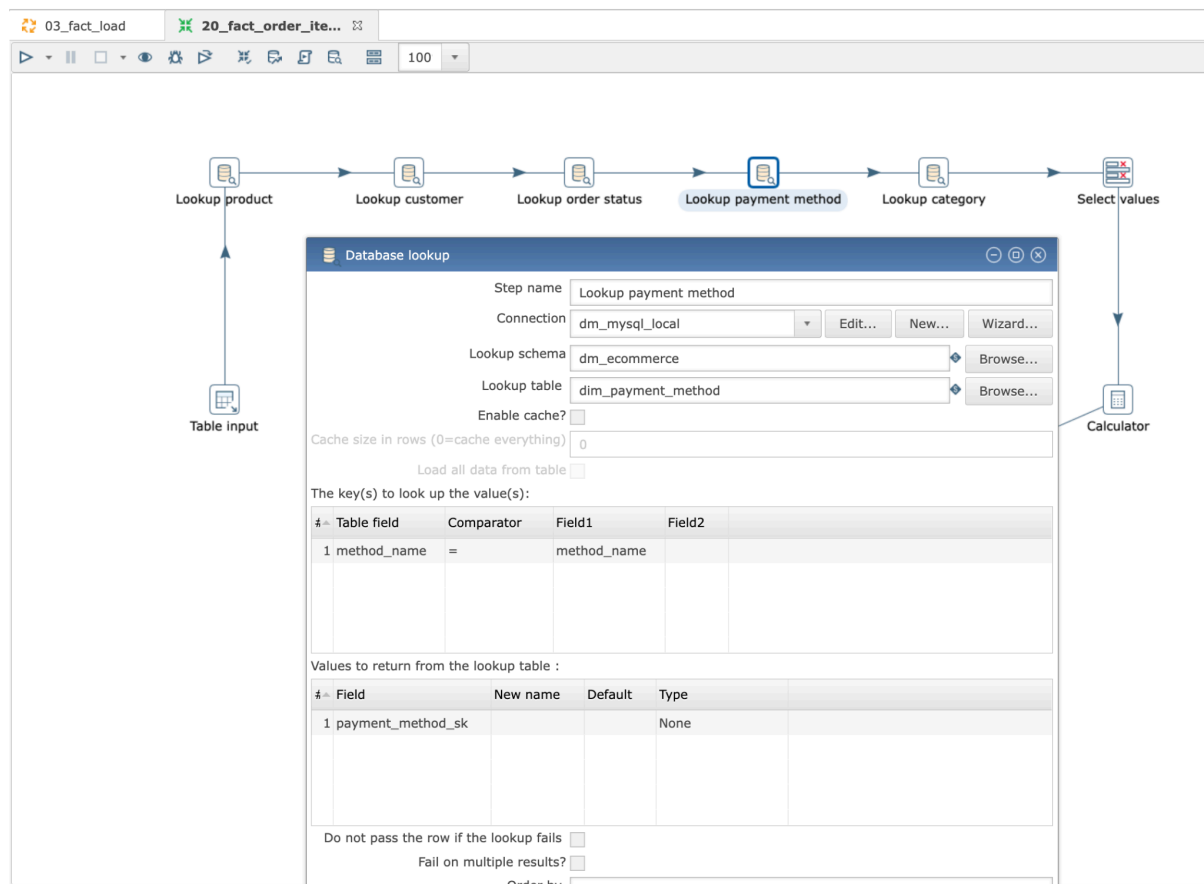 03_fact_load
20_fact_order_ite...
100
Lookup product
Lookup customer
Lookup order status
Lookup payment method
Lookup category
Select values
Table input
Calculator
Database lookup
Step name Lookup payment method
Connection dm_mysql_local Edit... New... Wizard...
Lookup schema dm_ecommerce Browse...
Lookup table dim_payment_method Browse...
Enable cache?
Cache size in rows (0=cache everything) 0
Load all data from table
The key(s) to look up the value(s):
# Table field Comparator Field1 Field2
1 method_name = method_name
Values to return from the lookup table :
# Field New name Default Type
1 payment_method_sk None
Do not pass the row if the lookup fails
Fail on multiple results?
Order by